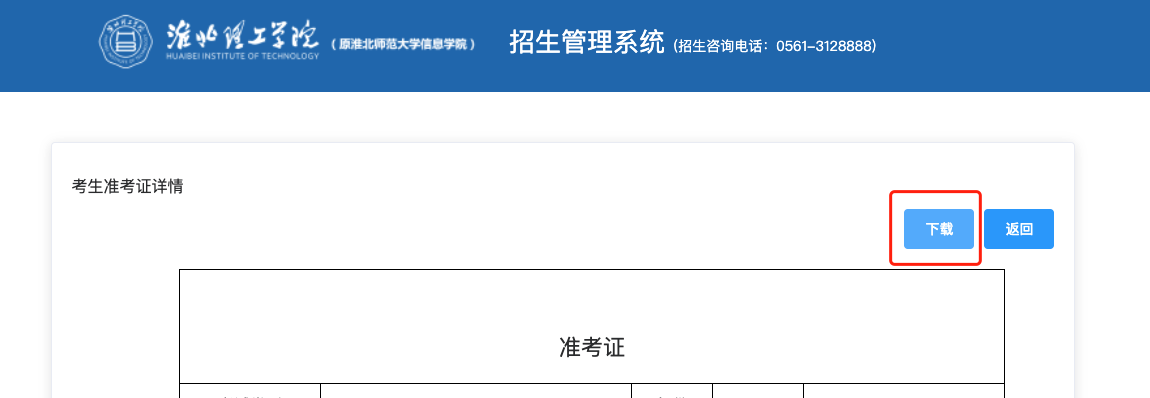 淮北理工学院
HUAIBEI INSTITUTE OF TECHNOLOGY
（原淮北师范大学信息学院）
招生管理系统（招生咨询电话：0561-3128888）
考生准考证详情
下载
返回
准考证